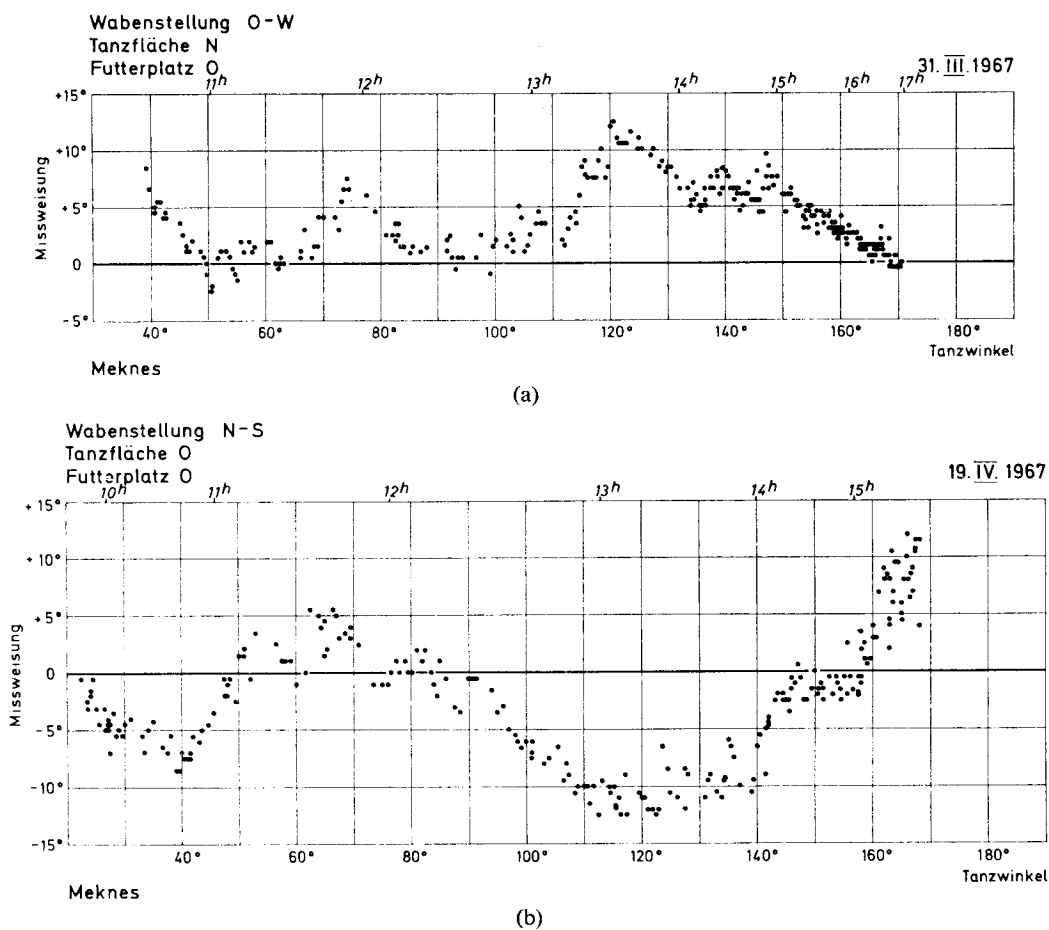 Wabenstellung O-W
Tanzfläche N
Futterplatz O
31. III. 1967
11h 12h 13h 14h 15h 16h 17h
+15°
+10°
+5°
0
-5°
Missweisung
40° 60° 80° 100° 120° 140° 160° 180°
Tanzwinkel
Meknes
(a)
Wabenstellung N-S
Tanzfläche O
Futterplatz O
19. IV. 1967
10h 11h 12h 13h 14h 15h
+15°
+10°
+5°
0
-5°
-10°
-15°
Missweisung
40° 60° 80° 100° 120° 140° 160° 180°
Tanzwinkel
Meknes
(b)